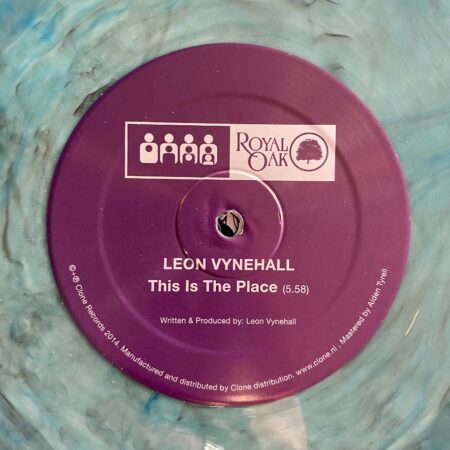 ROYAL
OAK
LEON VYNEHALL
This Is The Place (5.58)
Written & Produced by: Leon Vynehall
©+℗ Clone Records 2014. Manufactured and distributed by Clone distribution. www.clone.nl . Mastered by Alden Tyrell